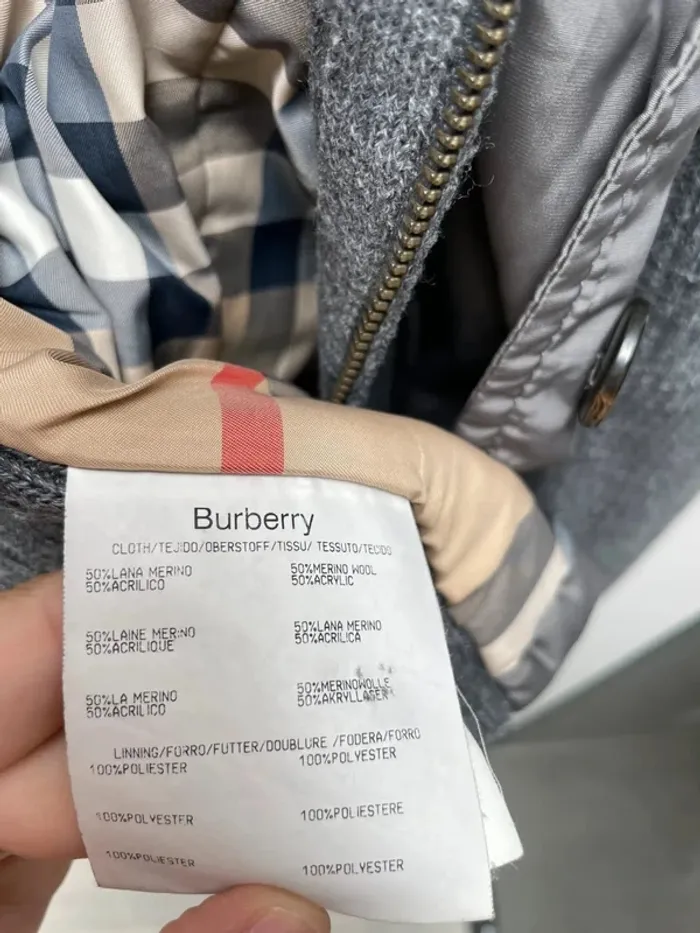 Burberry
CLOTH/TEJIDO/OBERSTOFF/TISSU/ TESSUTO/TECIDO
50%LANA MERINO
50%ACRILICO
50%MERINO WOOL
50%ACRYLIC
50%LAINE MERINO
50%ACRILIQUE
50%LANA MERINO
50%ACRILICA
50%LA MERINO
50%ACRILICO
50%MERINOWOLLE
50%AKRYLLASER
LINNING/FORRO/FUTTER/DOUBLURE /FODERA/FORRO
100%POLIESTER
100%POLYESTER
100%POLYESTER
100%POLIESTERE
100%POLIESTER
100%POLYESTER